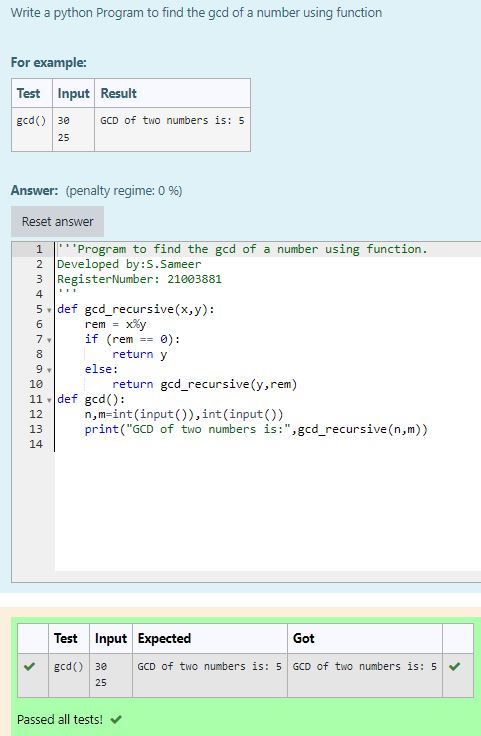 Write a python Program to find the gcd of a number using function
For example:
Test Input Result
gcd() 30 GCD of two numbers is: 5
25
Answer: (penalty regime: 0 %)
Reset answer
1 '''Program to find the gcd of a number using function.
2 Developed by:S.Sameer
3 RegisterNumber: 21003881
4 '''
5 def gcd_recursive(x,y):
6 rem = x%y
7 if (rem == 0):
8 return y
9 else:
10 return gcd_recursive(y,rem)
11 def gcd():
12 n,m=int(input()),int(input())
13 print("GCD of two numbers is:",gcd_recursive(n,m))
14
Test Input Expected Got
gcd() 30 GCD of two numbers is: 5 GCD of two numbers is: 5
25
Passed all tests!